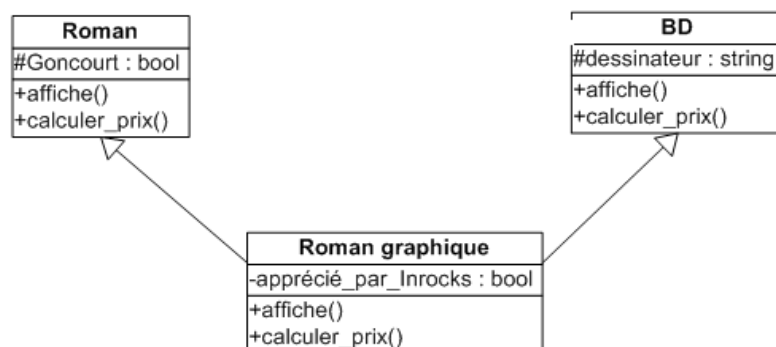 Roman
#Goncourt : bool
+affiche()
+calculer_prix()
BD
#dessinateur : string
+affiche()
+calculer_prix()
Roman graphique
-apprécié_par_Inrocks : bool
+affiche()
+calculer_prix()